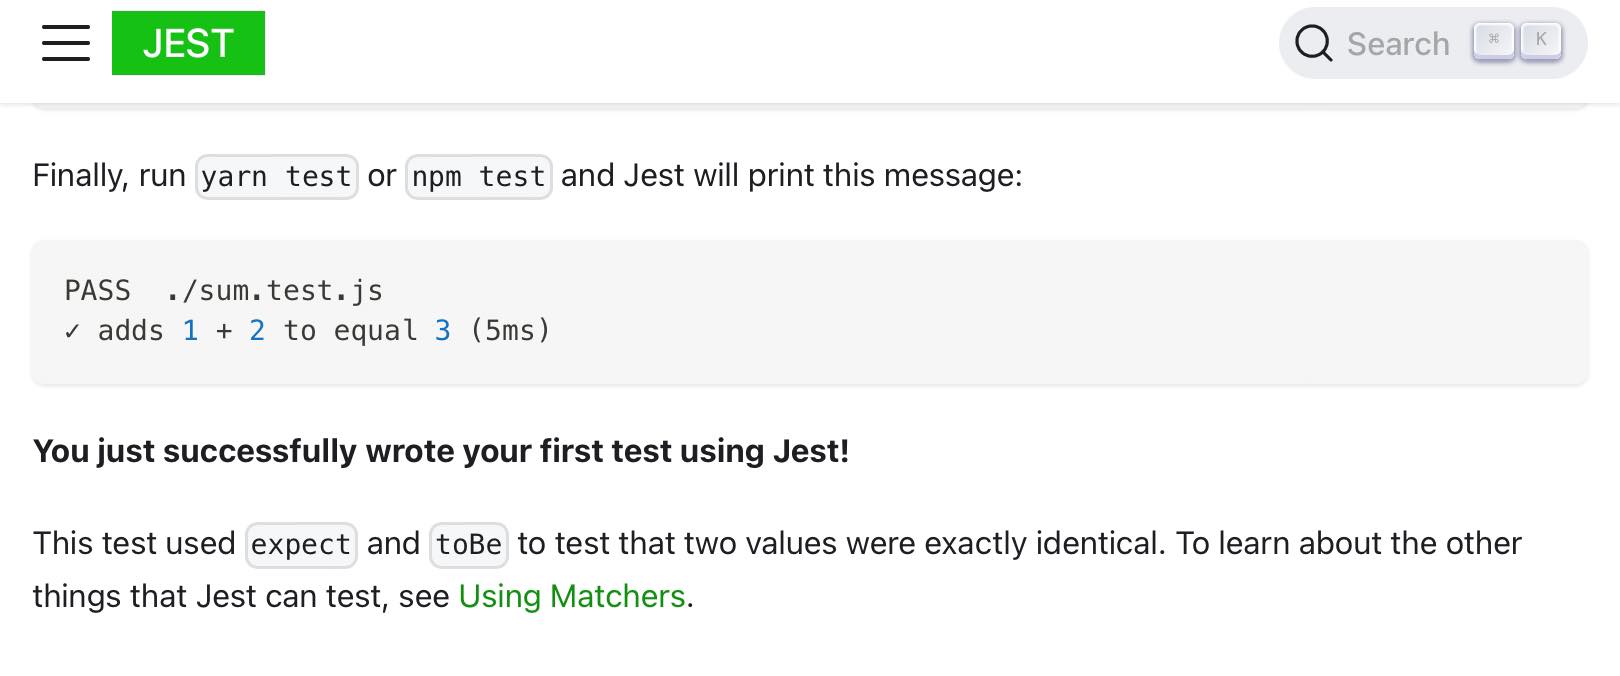 JEST
Search ⌘ K
Finally, run yarn test or npm test and Jest will print this message:
PASS  ./sum.test.js
✓ adds 1 + 2 to equal 3 (5ms)
You just successfully wrote your first test using Jest!
This test used expect and toBe to test that two values were exactly identical. To learn about the other
things that Jest can test, see Using Matchers.